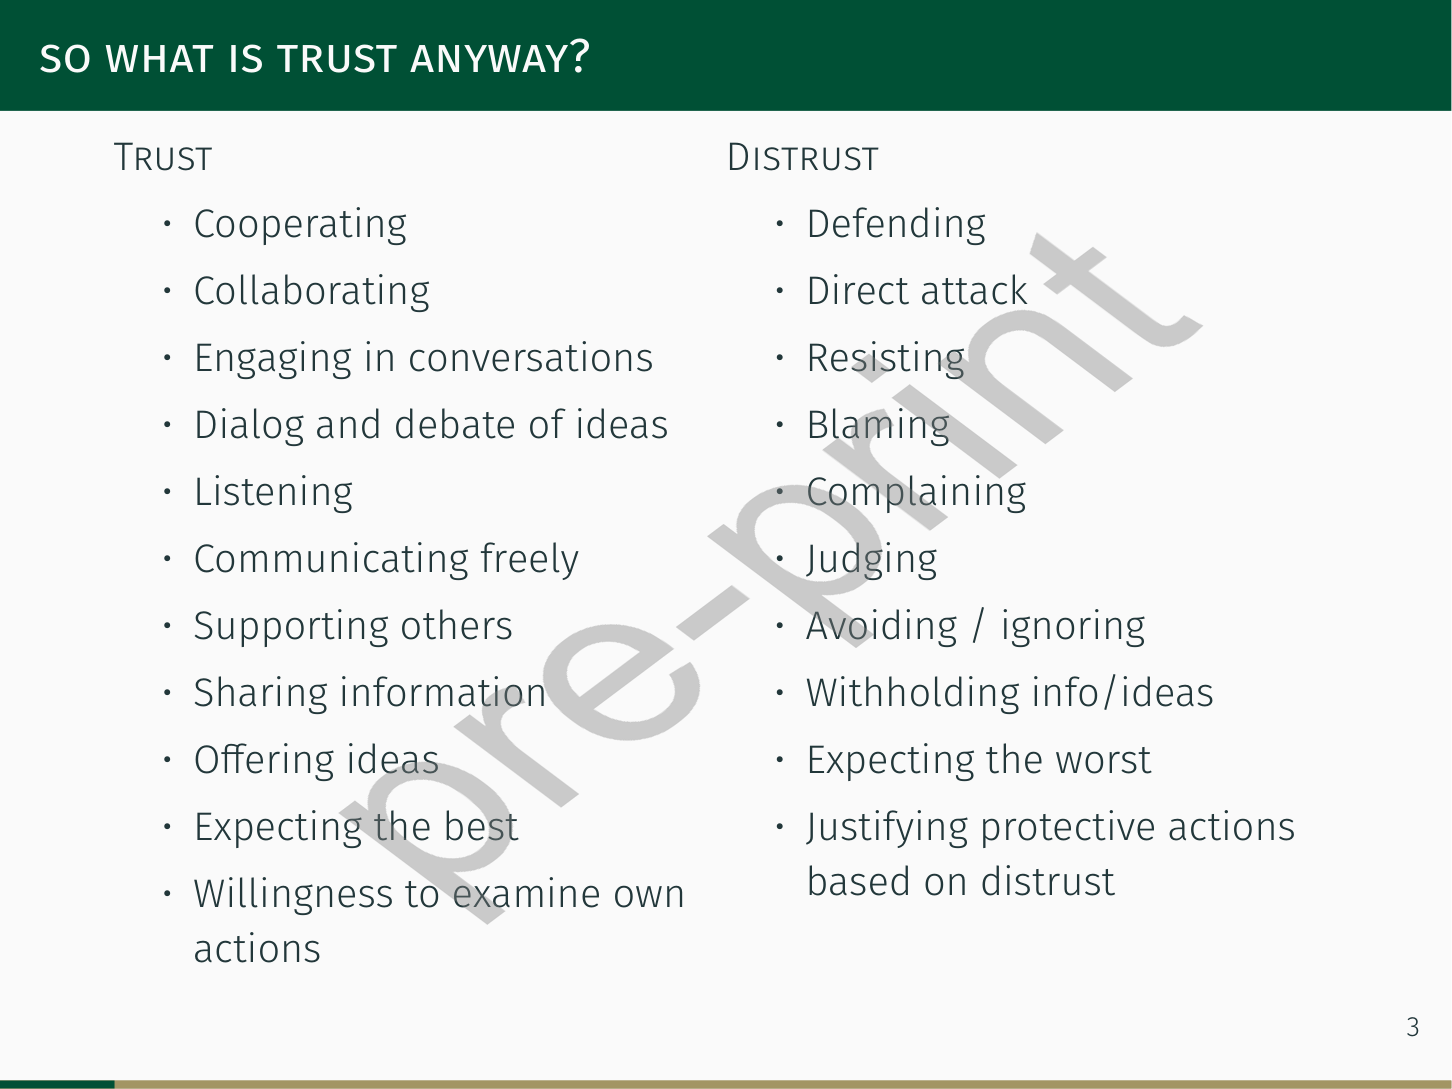 SO WHAT IS TRUST ANYWAY?
TRUST
• Cooperating
• Collaborating
• Engaging in conversations
• Dialog and debate of ideas
• Listening
• Communicating freely
• Supporting others
• Sharing information
• Offering ideas
• Expecting the best
• Willingness to examine own
actions
DISTRUST
• Defending
• Direct attack
• Resisting
• Blaming
• Complaining
• Judging
• Avoiding / ignoring
• Withholding info/ideas
• Expecting the worst
• Justifying protective actions
based on distrust
pre-print
3